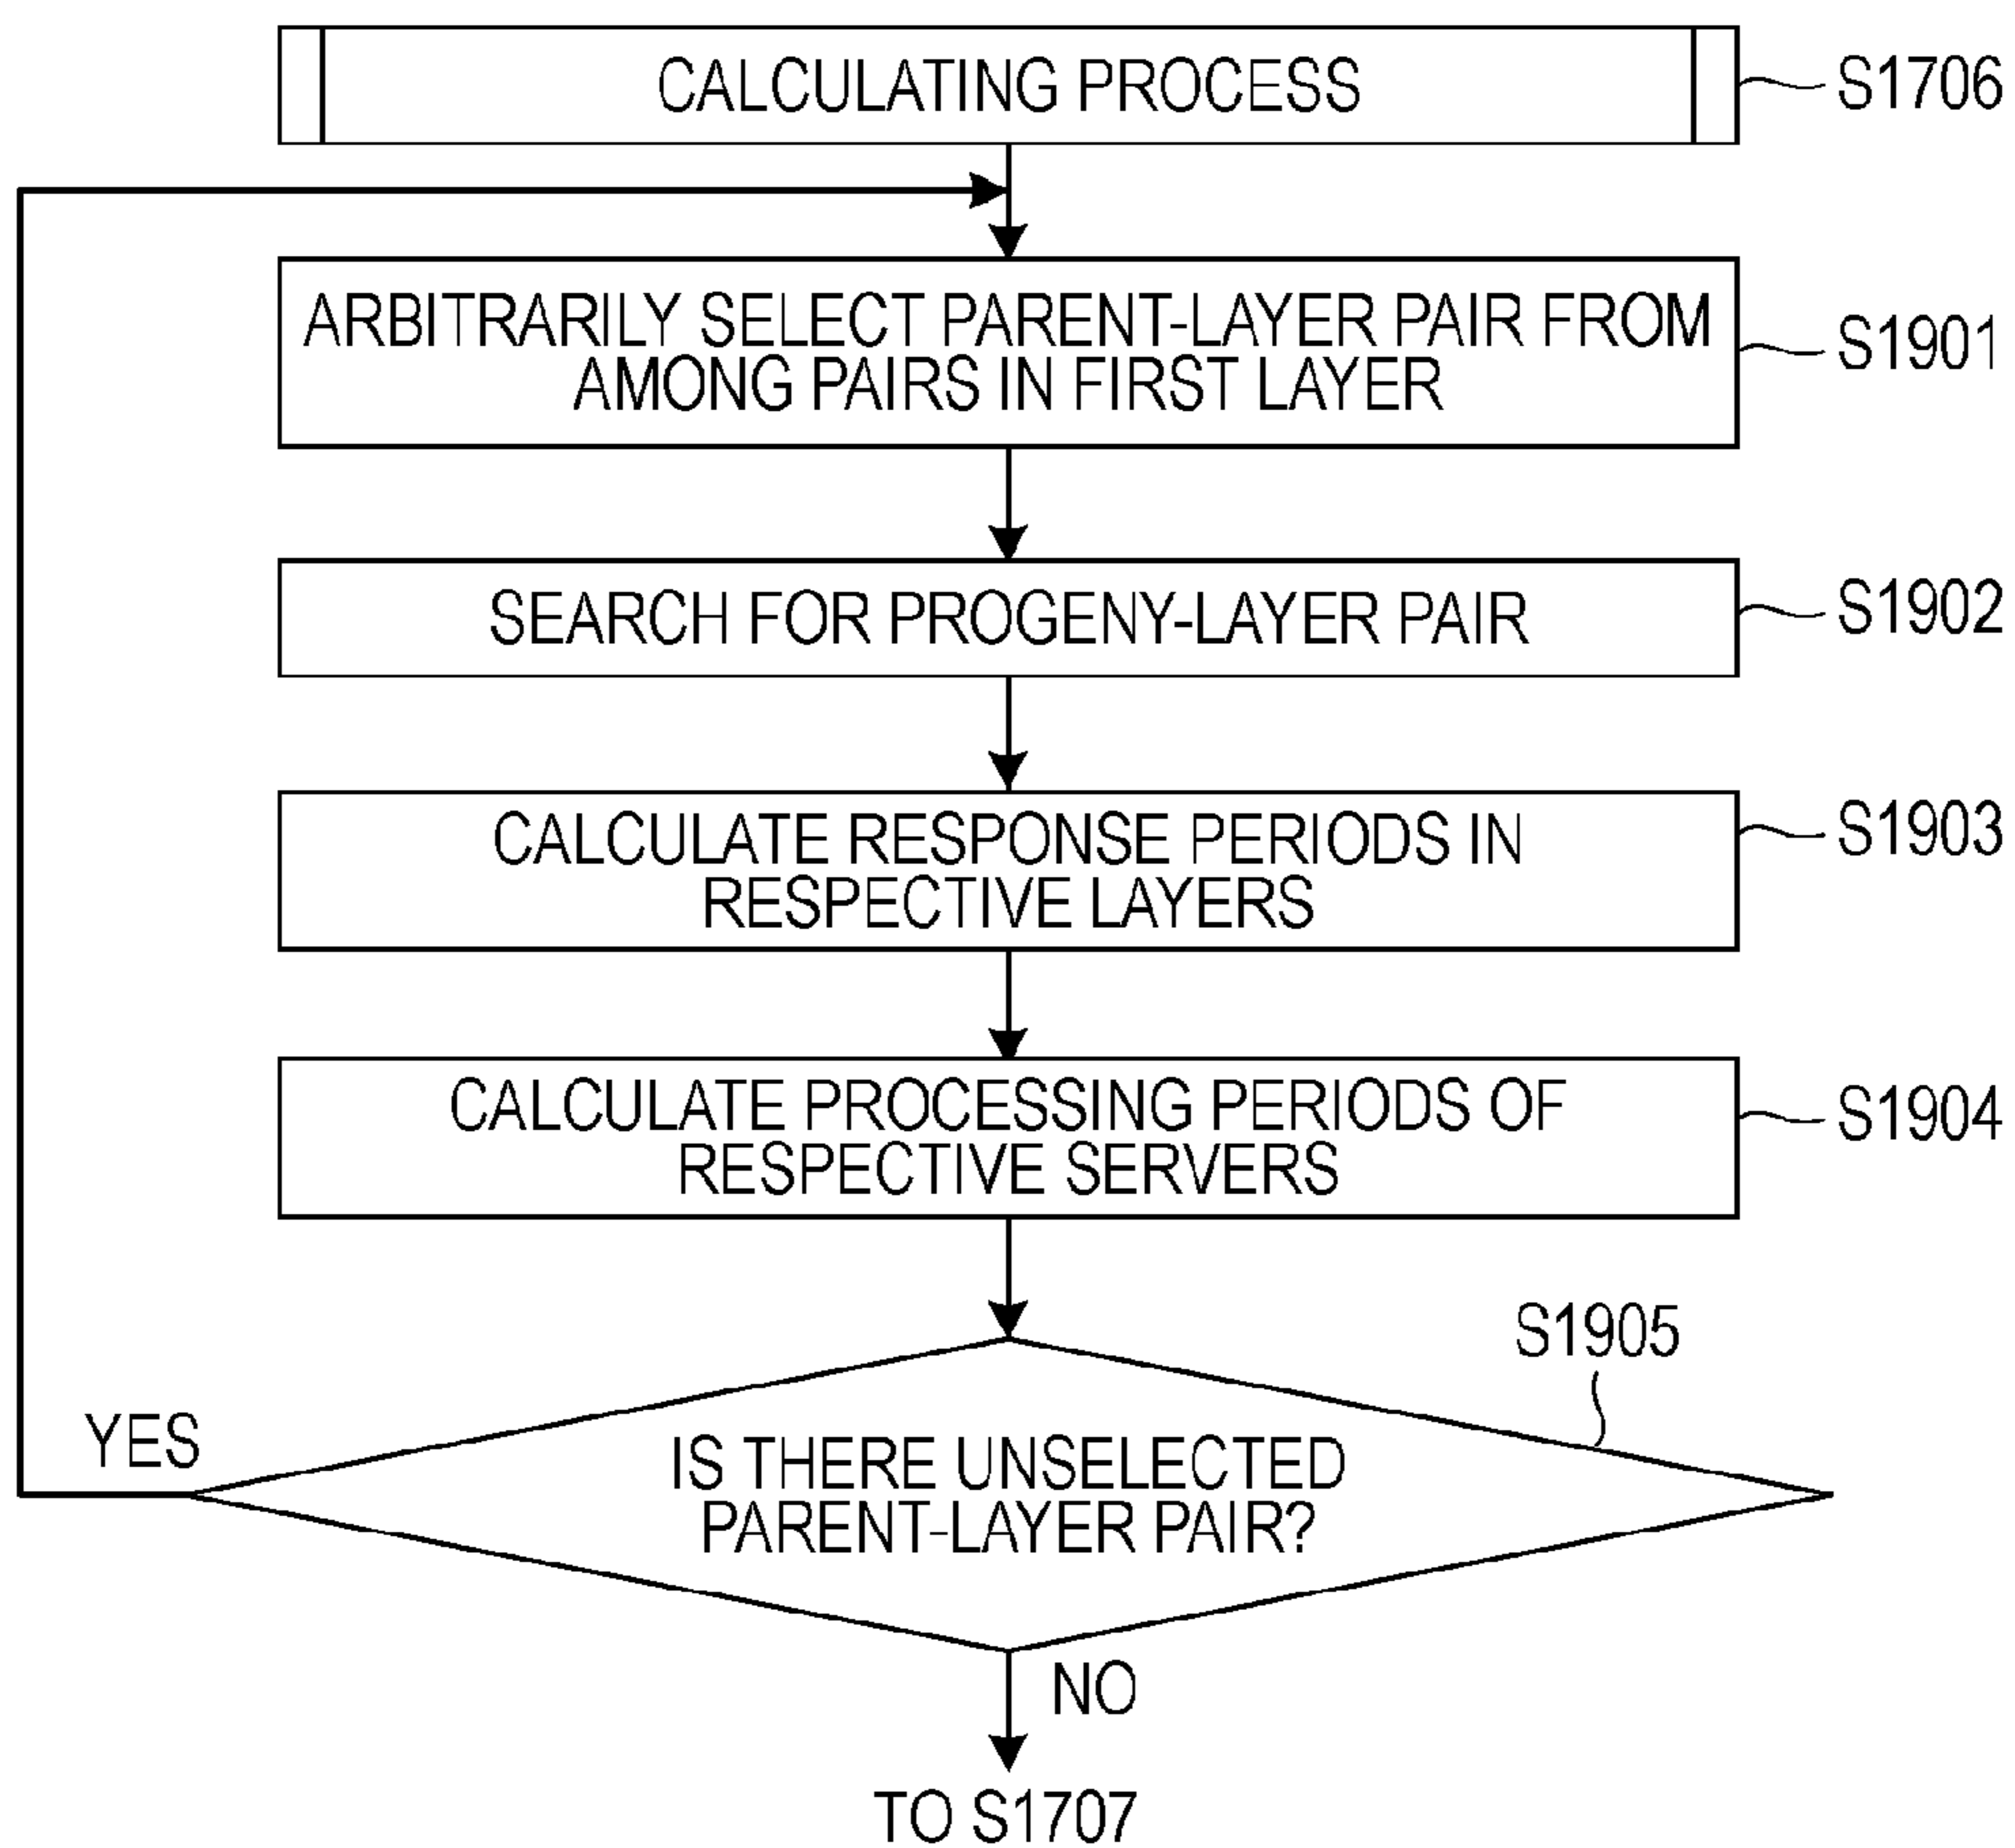 CALCULATING PROCESS
S1706
ARBITRARILY SELECT PARENT-LAYER PAIR FROM
AMONG PAIRS IN FIRST LAYER
S1901
SEARCH FOR PROGENY-LAYER PAIR
S1902
CALCULATE RESPONSE PERIODS IN
RESPECTIVE LAYERS
S1903
CALCULATE PROCESSING PERIODS OF
RESPECTIVE SERVERS
S1904
S1905
YES
IS THERE UNSELECTED
PARENT-LAYER PAIR?
NO
TO S1707